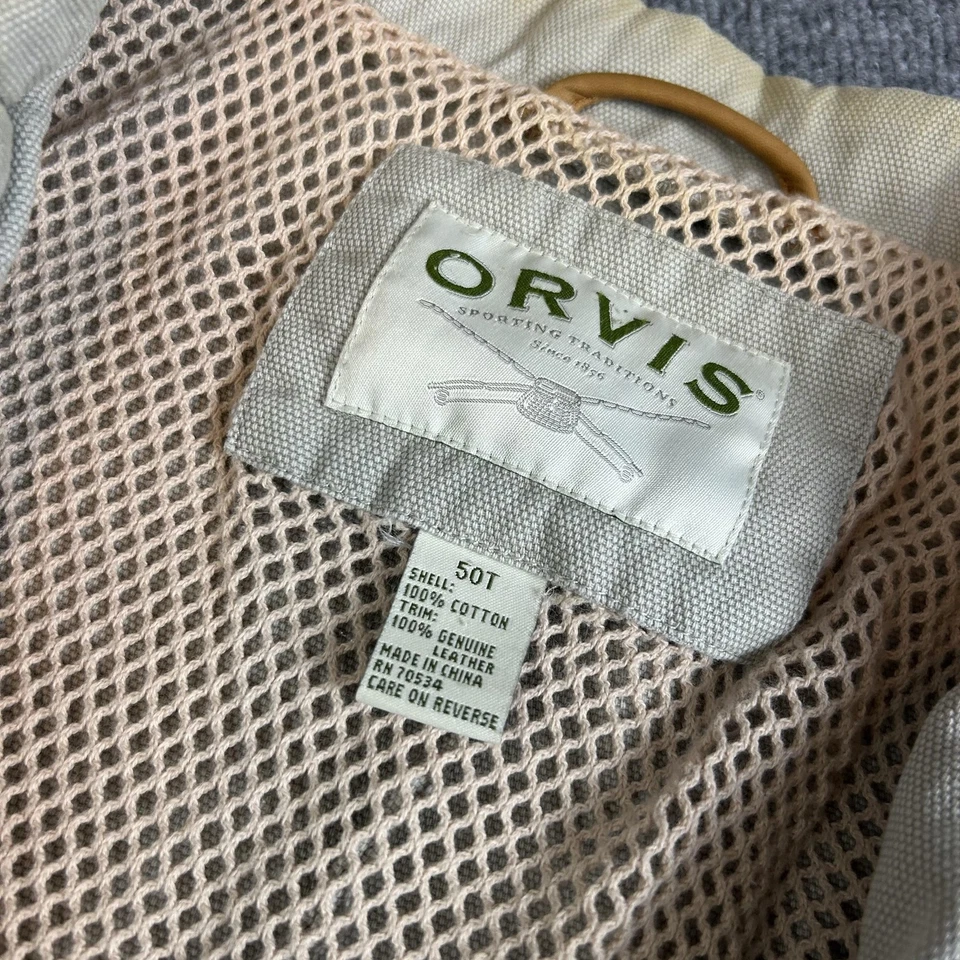 ORVIS®
SPORTING TRADITIONS
Since 1856
50T
SHELL:
100% COTTON
TRIM:
100% GENUINE
LEATHER
MADE IN CHINA
RN 70534
CARE ON REVERSE